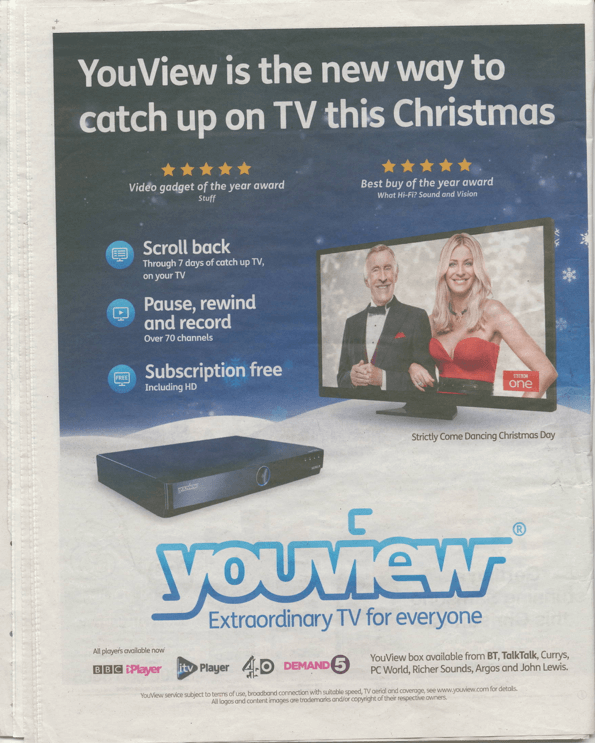 YouView is the new way to
catch up on TV this Christmas
Video gadget of the year award
Stuff
Best buy of the year award
What Hi-Fi? Sound and Vision
Scroll back
Through 7 days of catch up TV,
on your TV
Pause, rewind
and record
Over 70 channels
FREE
Subscription free
Including HD
BBC
one
Strictly Come Dancing Christmas Day
youview
youview®
Extraordinary TV for everyone
All players available now
BBC iPlayer
itv Player
4oD
DEMAND 5
YouView box available from BT, TalkTalk, Currys,
PC World, Richer Sounds, Argos and John Lewis.
YouView service subject to terms of use, broadband connection with suitable speed, TV aerial and coverage, see www.youview.com for details.
All logos and content images are trademarks and/or copyright of their respective owners.